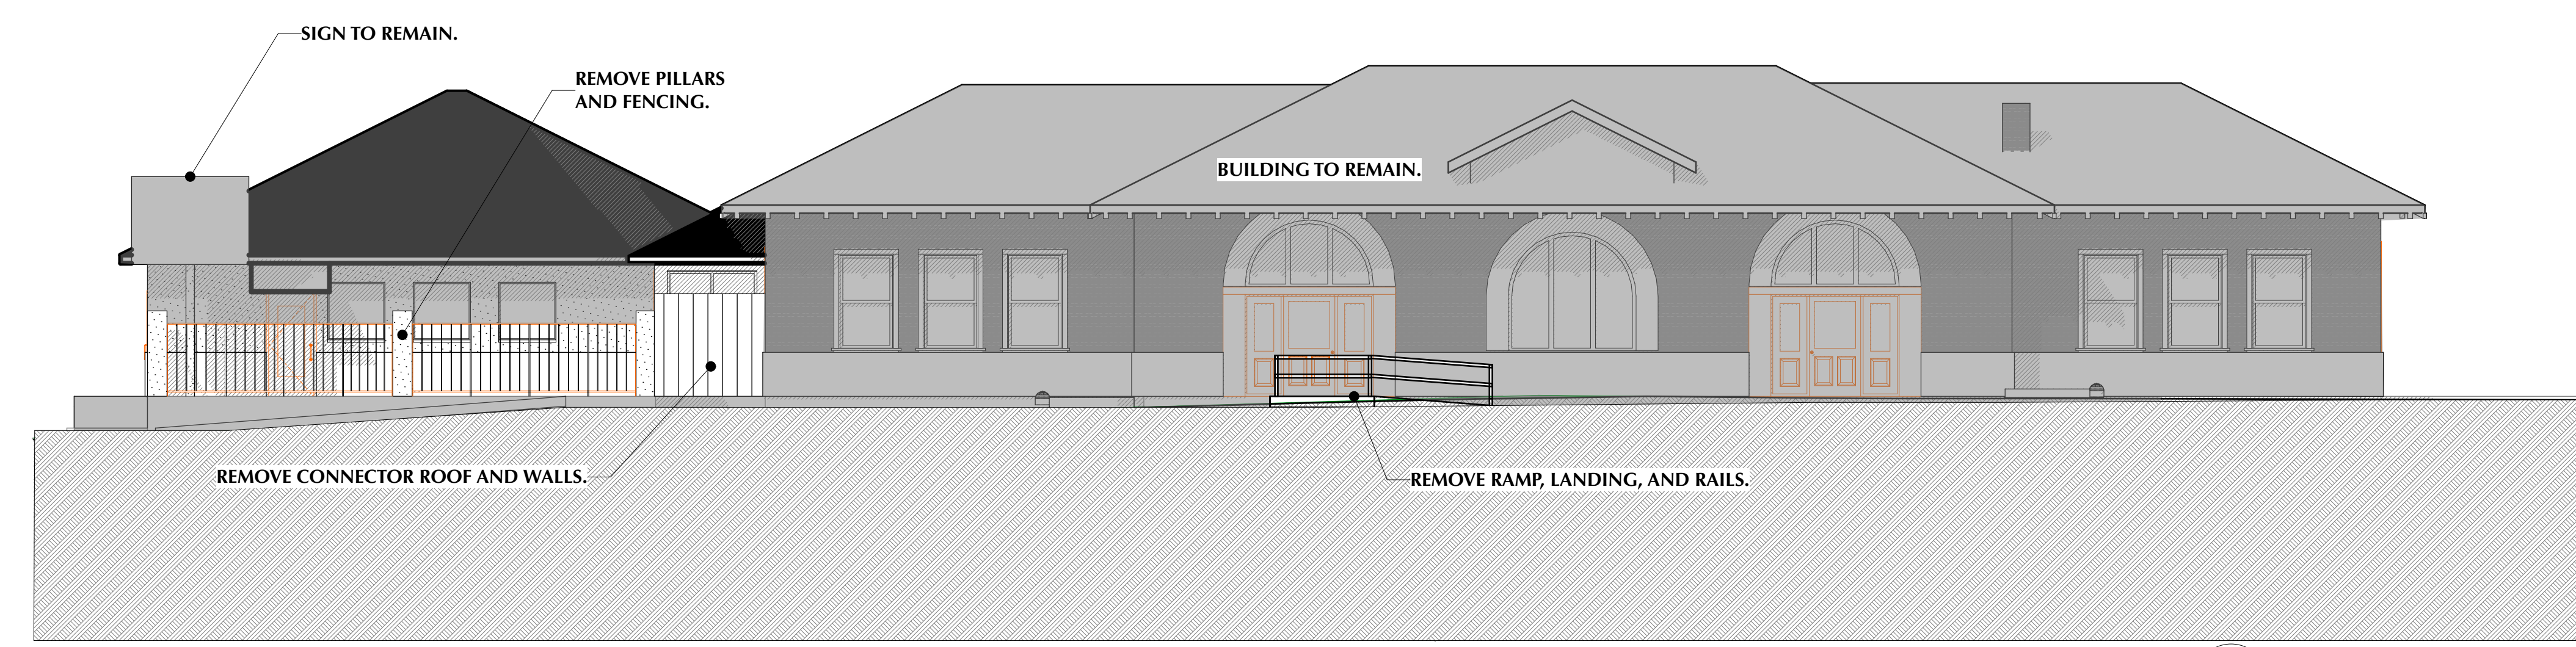 SIGN TO REMAIN.
REMOVE PILLARS
AND FENCING.
BUILDING TO REMAIN.
REMOVE CONNECTOR ROOF AND WALLS.
REMOVE RAMP, LANDING, AND RAILS.